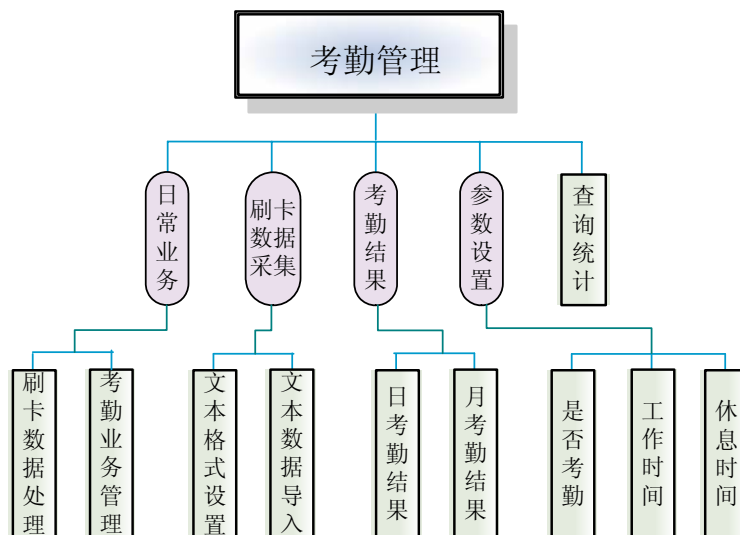 考勤管理
日常业务
刷卡数据采集
考勤结果
参数设置
查询统计
刷卡数据处理
考勤业务管理
文本格式设置
文本数据导入
日考勤结果
月考勤结果
是否考勤
工作时间
休息时间